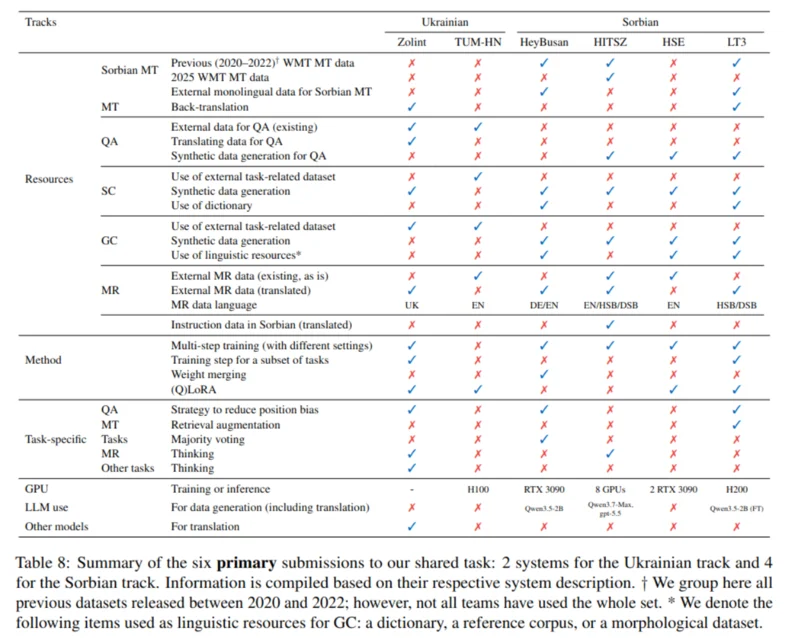 Tracks Ukrainian Sorbian
Zolint TUM-HN HeyBusan HITSZ HSE LT3
Resources
Sorbian MT Previous (2020–2022)† WMT MT data ✗ ✗ ✓ ✓ ✗ ✓
2025 WMT MT data ✗ ✗ ✗ ✓ ✗ ✗
External monolingual data for Sorbian MT ✗ ✗ ✓ ✗ ✗ ✓
MT Back-translation ✓ ✗ ✗ ✗ ✗ ✓
QA External data for QA (existing) ✓ ✓ ✗ ✗ ✗ ✗
Translating data for QA ✓ ✗ ✗ ✗ ✗ ✗
Synthetic data generation for QA ✗ ✗ ✗ ✓ ✓ ✓
SC Use of external task-related dataset ✗ ✓ ✗ ✗ ✗ ✗
Synthetic data generation ✓ ✗ ✓ ✓ ✓ ✓
Use of dictionary ✗ ✗ ✓ ✗ ✗ ✓
GC Use of external task-related dataset ✓ ✓ ✗ ✗ ✗ ✗
Synthetic data generation ✗ ✗ ✓ ✓ ✓ ✓
Use of linguistic resources* ✗ ✗ ✓ ✗ ✓ ✓
MR External MR data (existing, as is) ✗ ✓ ✗ ✓ ✓ ✗
External MR data (translated) ✓ ✗ ✓ ✓ ✗ ✓
MR data language UK EN DE/EN EN/HSB/DSB EN HSB/DSB
Instruction data in Sorbian (translated) ✗ ✗ ✗ ✓ ✗ ✗
Method Multi-step training (with different settings) ✓ ✗ ✓ ✓ ✓ ✓
Training step for a subset of tasks ✓ ✗ ✗ ✗ ✗ ✓
Weight merging ✗ ✗ ✓ ✗ ✗ ✗
(Q)LoRA ✓ ✓ ✗ ✗ ✓ ✓
Task-specific
QA Strategy to reduce position bias ✓ ✗ ✓ ✗ ✗ ✓
MT Retrieval augmentation ✗ ✗ ✗ ✗ ✗ ✓
Tasks Majority voting ✗ ✗ ✓ ✗ ✗ ✗
MR Thinking ✓ ✗ ✗ ✓ ✗ ✗
Other tasks Thinking ✓ ✗ ✗ ✗ ✗ ✗
GPU Training or inference - H100 RTX 3090 8 GPUs 2 RTX 3090 H200
LLM use For data generation (including translation) ✗ ✗ Qwen3.5-2B Qwen3.7-Max, gpt-5.5 ✗ Qwen3.5-2B (FT)
Other models For translation ✓ ✗ ✗ ✗ ✗ ✗
Table 8: Summary of the six primary submissions to our shared task: 2 systems for the Ukrainian track and 4
for the Sorbian track. Information is compiled based on their respective system description. † We group here all
previous datasets released between 2020 and 2022; however, not all teams have used the whole set. * We denote the
following items used as linguistic resources for GC: a dictionary, a reference corpus, or a morphological dataset.